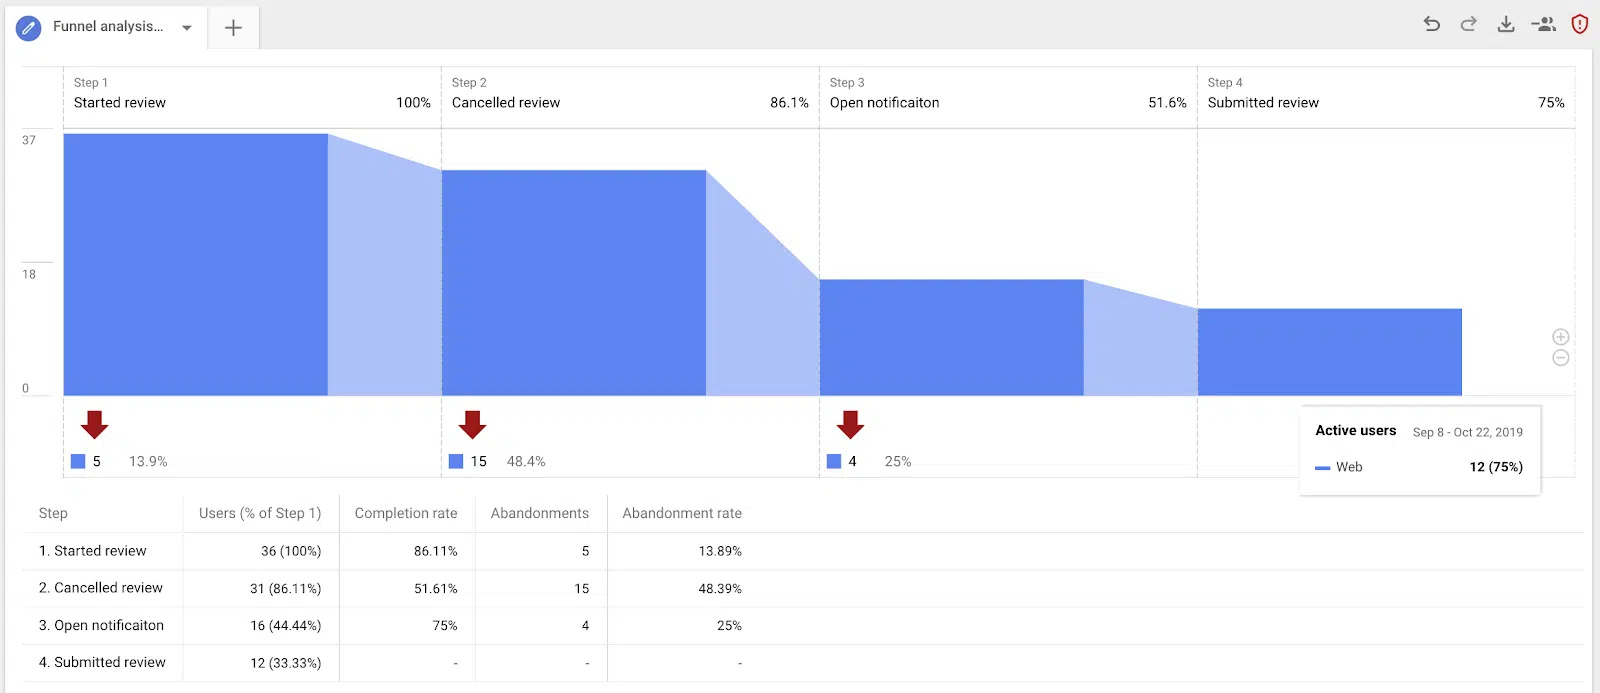 Funnel analysis...
Step 1
Started review 100%
Step 2
Cancelled review 86.1%
Step 3
Open notificaiton 51.6%
Step 4
Submitted review 75%
37
18
0
5 13.9%
15 48.4%
4 25%
Active users Sep 8 - Oct 22, 2019
Web 12 (75%)
Step Users (% of Step 1) Completion rate Abandonments Abandonment rate
1. Started review 36 (100%) 86.11% 5 13.89%
2. Cancelled review 31 (86.11%) 51.61% 15 48.39%
3. Open notificaiton 16 (44.44%) 75% 4 25%
4. Submitted review 12 (33.33%) - - -